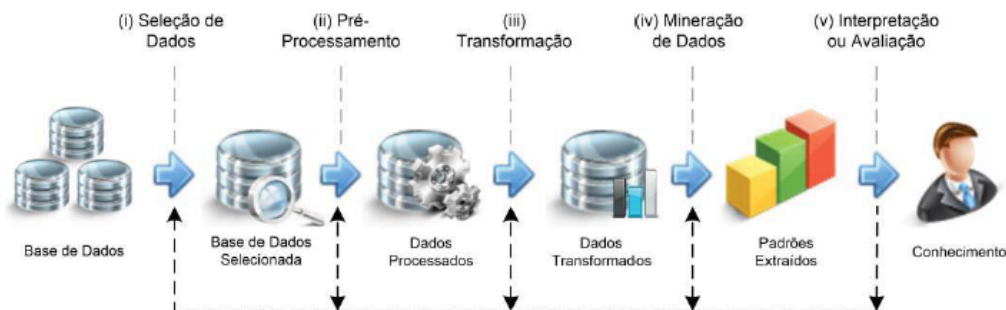 (i) Seleção de
Dados
(ii) Pré-
Processamento
(iii)
Transformação
(iv) Mineração
de Dados
(v) Interpretação
ou Avaliação
Base de Dados
Base de Dados
Selecionada
Dados
Processados
Dados
Transformados
Padrões
Extraídos
Conhecimento